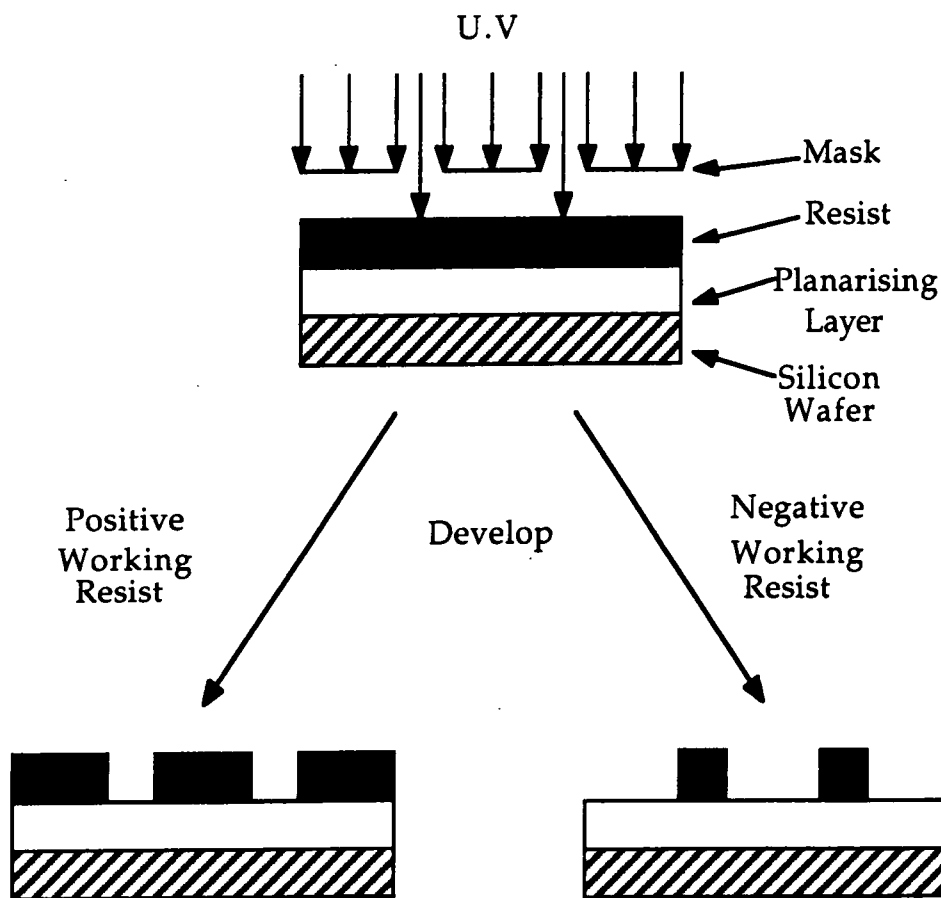 U.V
Mask
Resist
Planarising
Layer
Silicon
Wafer
Positive
Working
Resist
Develop
Negative
Working
Resist